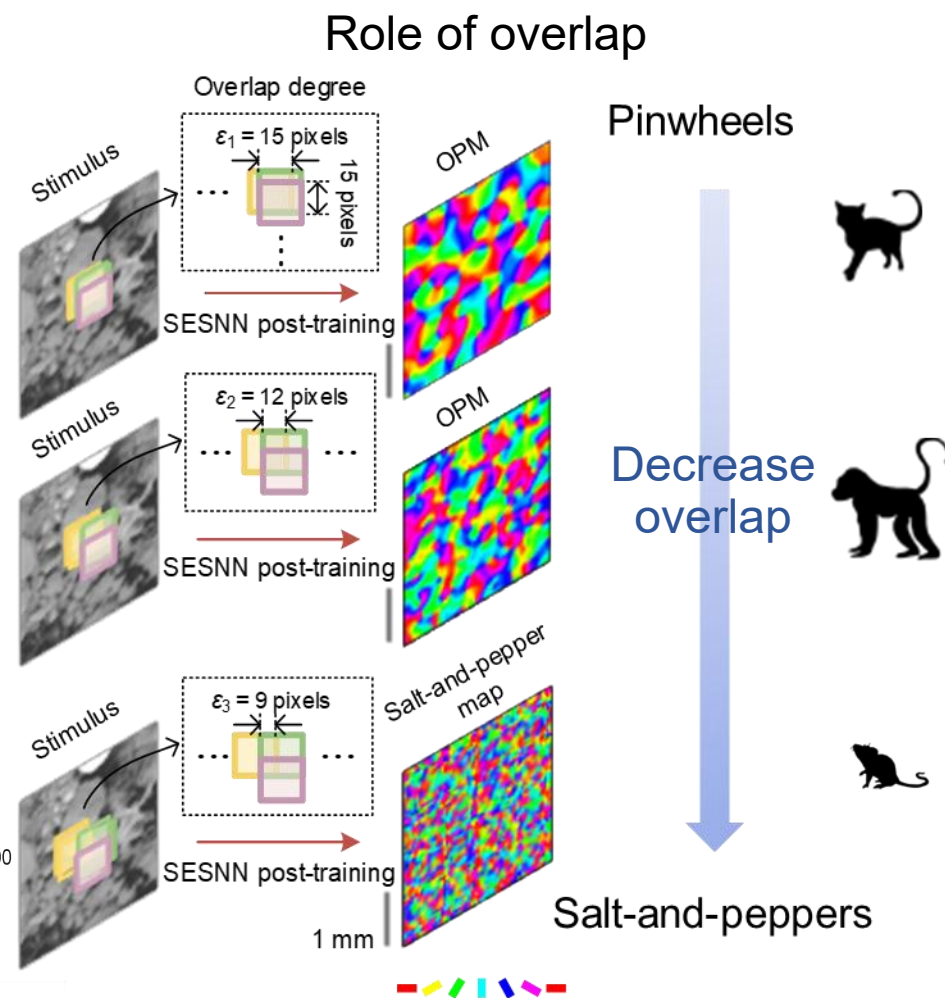 Role of overlap
Overlap degree
Pinwheels
Stimulus
ε1 = 15 pixels
15 pixels
OPM
SESNN post-training
Stimulus
ε2 = 12 pixels
OPM
Decrease
overlap
SESNN post-training
Stimulus
ε3 = 9 pixels
Salt-and-pepper
map
SESNN post-training
1 mm
Salt-and-peppers